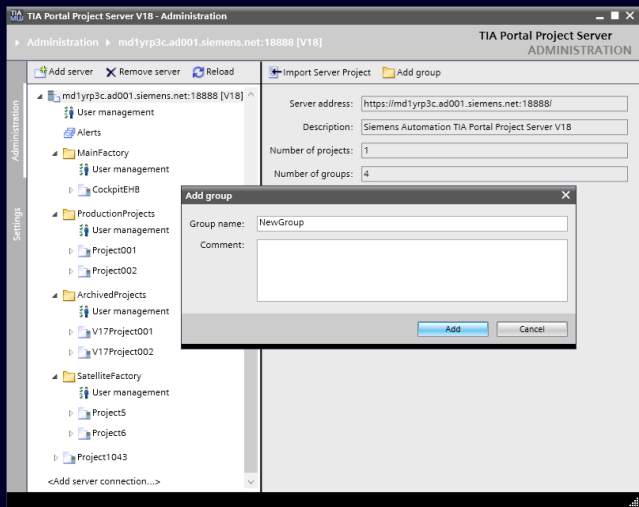 TIA Portal Project Server V18 - Administration
Administration
md1yrp3c.ad001.siemens.net:18888 [V18]
TIA Portal Project Server
ADMINISTRATION
Add server
Remove server
Reload
Import Server Project
Add group
Administration
Settings
md1yrp3c.ad001.siemens.net:18888 [V18]
User management
Alerts
MainFactory
User management
CockpitEHB
ProductionProjects
User management
Project001
Project002
ArchivedProjects
User management
V17Project001
V17Project002
SatelliteFactory
User management
Project5
Project6
Project1043
<Add server connection...>
Server address: https://md1yrp3c.ad001.siemens.net:18888/
Description: Siemens Automation TIA Portal Project Server V18
Number of projects: 1
Number of groups: 4
Add group
Group name: NewGroup
Comment:
Add
Cancel